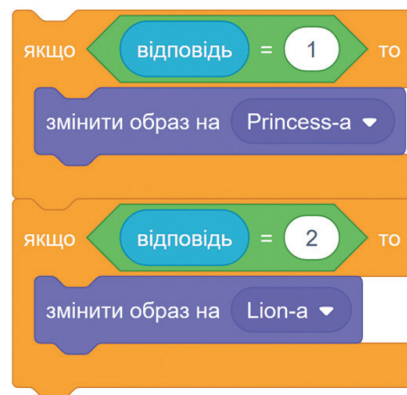 якщо відповідь = 1 то
змінити образ на Princess-a
якщо відповідь = 2 то
змінити образ на Lion-a